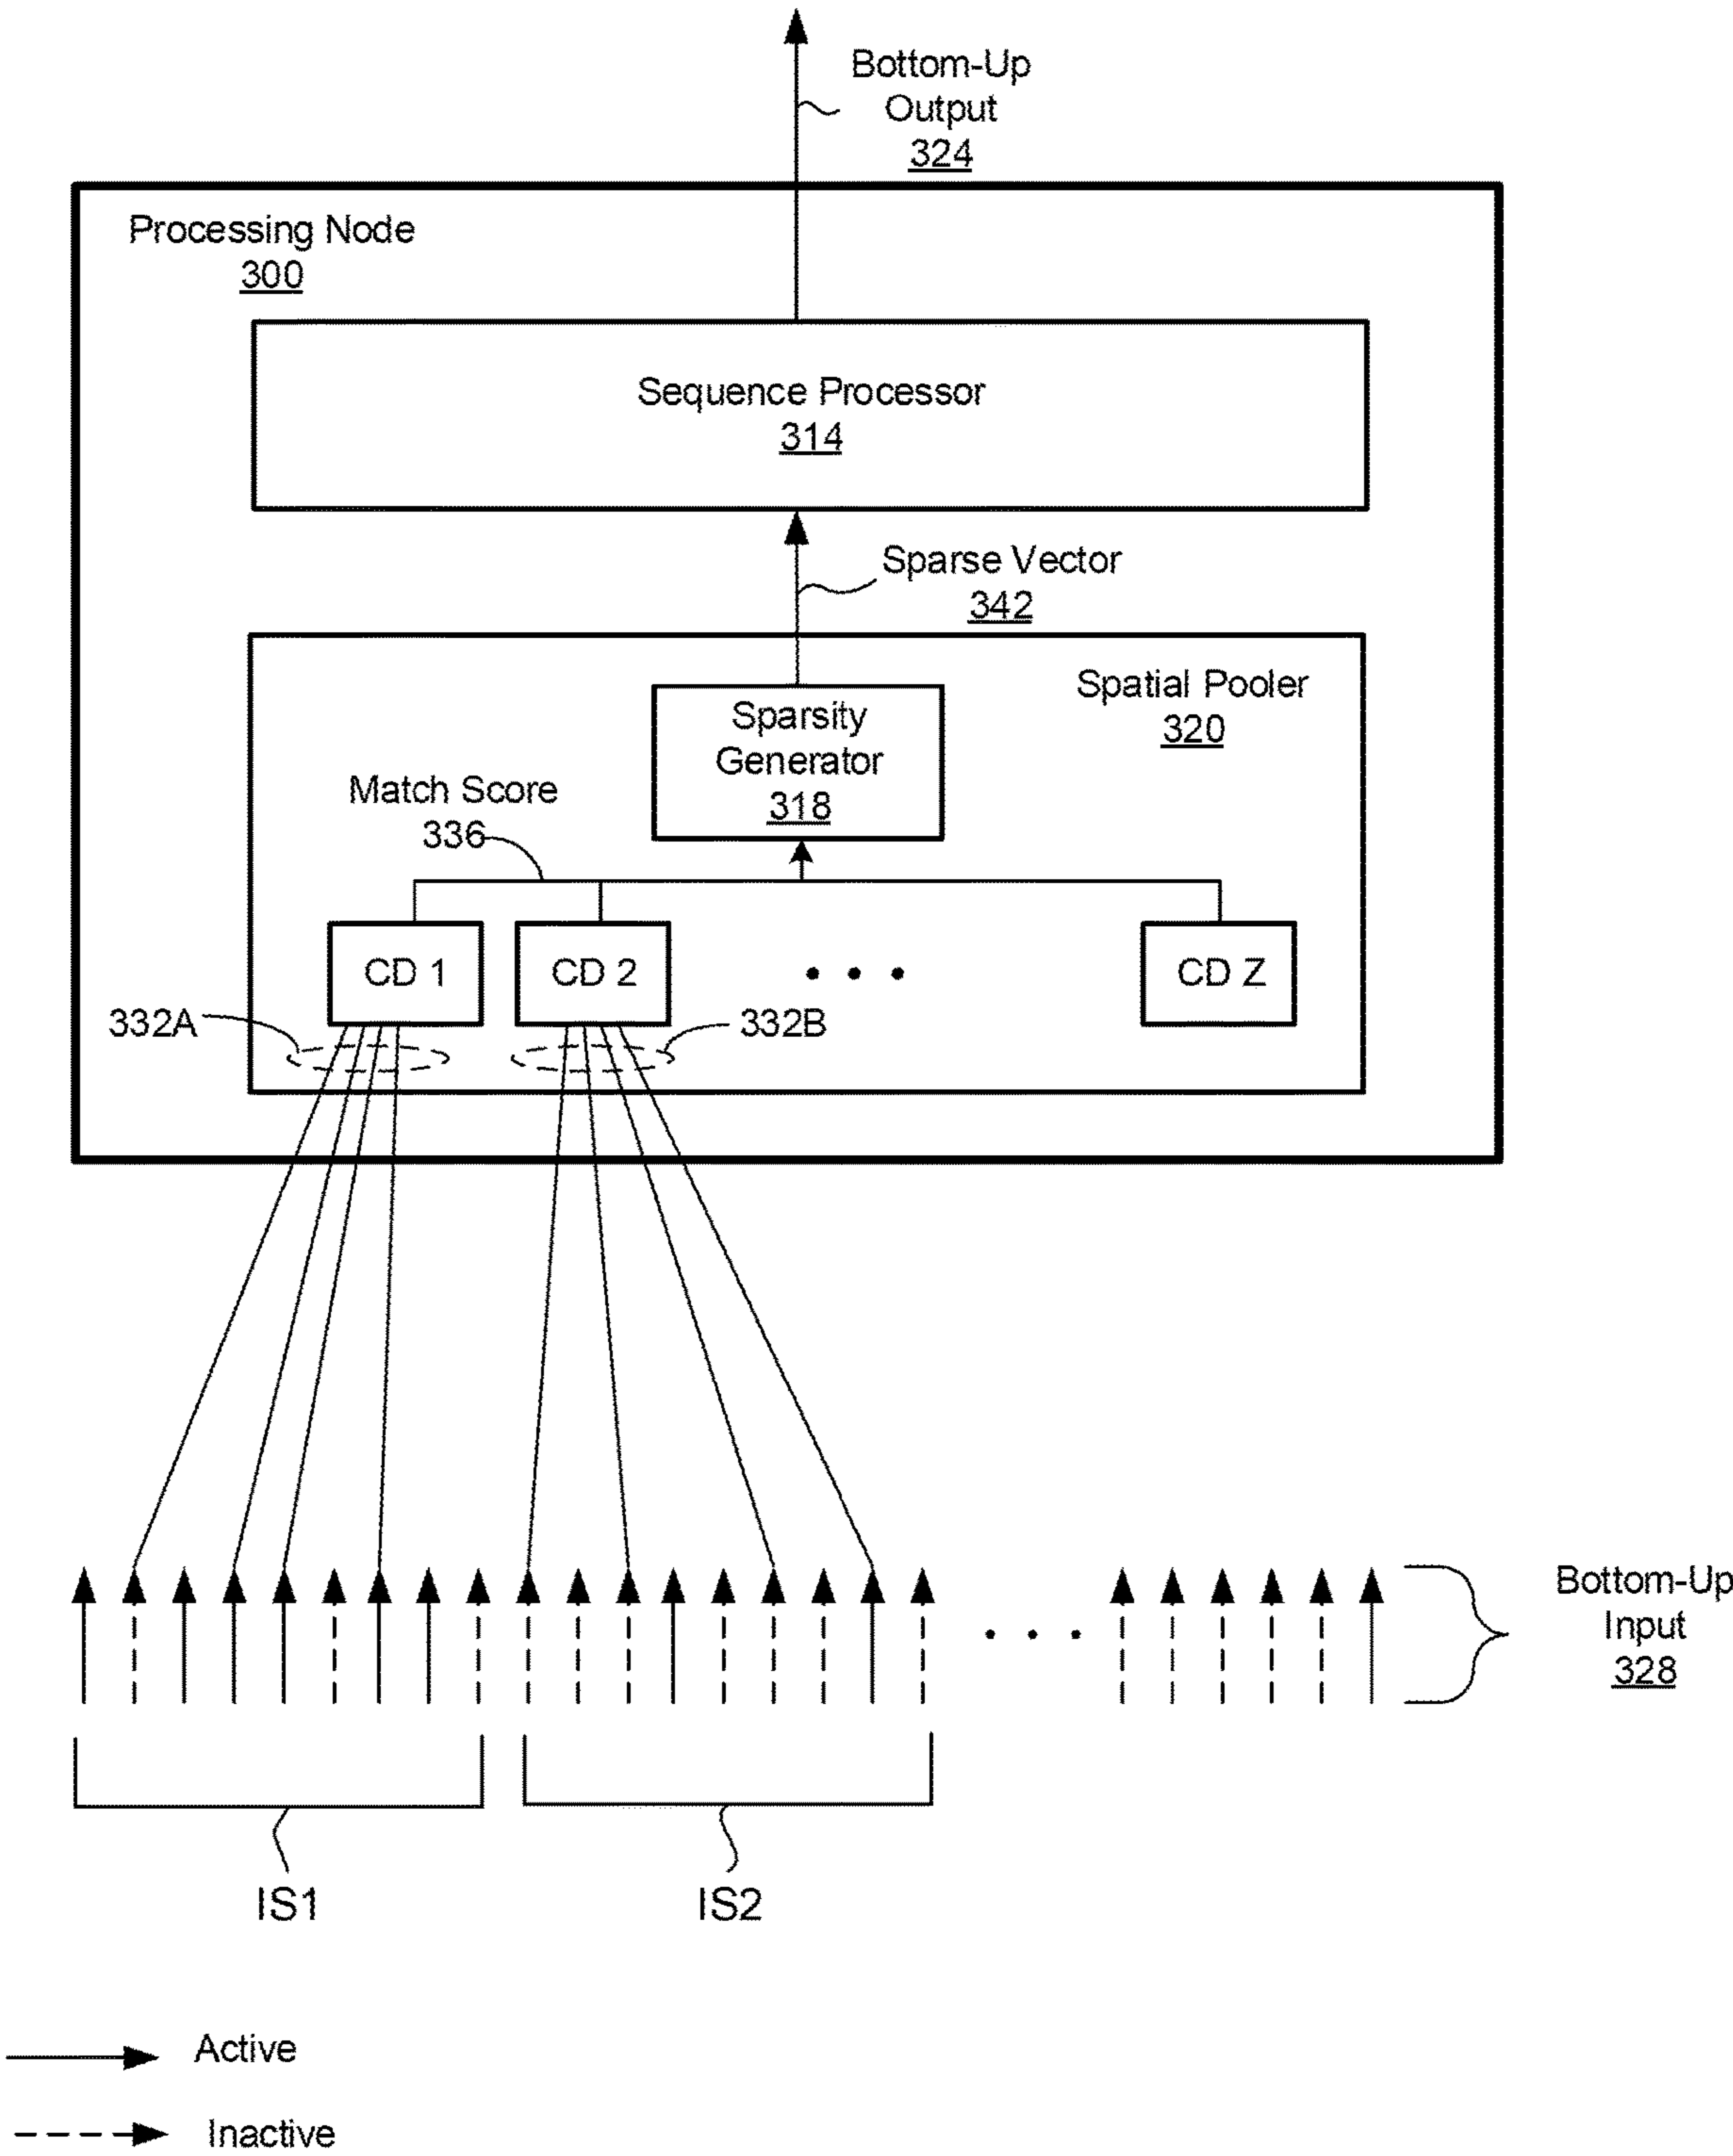 Bottom-Up
Output
324
Processing Node
300
Sequence Processor
314
Sparse Vector
342
Spatial Pooler
320
Sparsity
Generator
318
Match Score
336
CD 1
CD 2
CD Z
332A
332B
Bottom-Up
Input
328
IS1
IS2
Active
Inactive